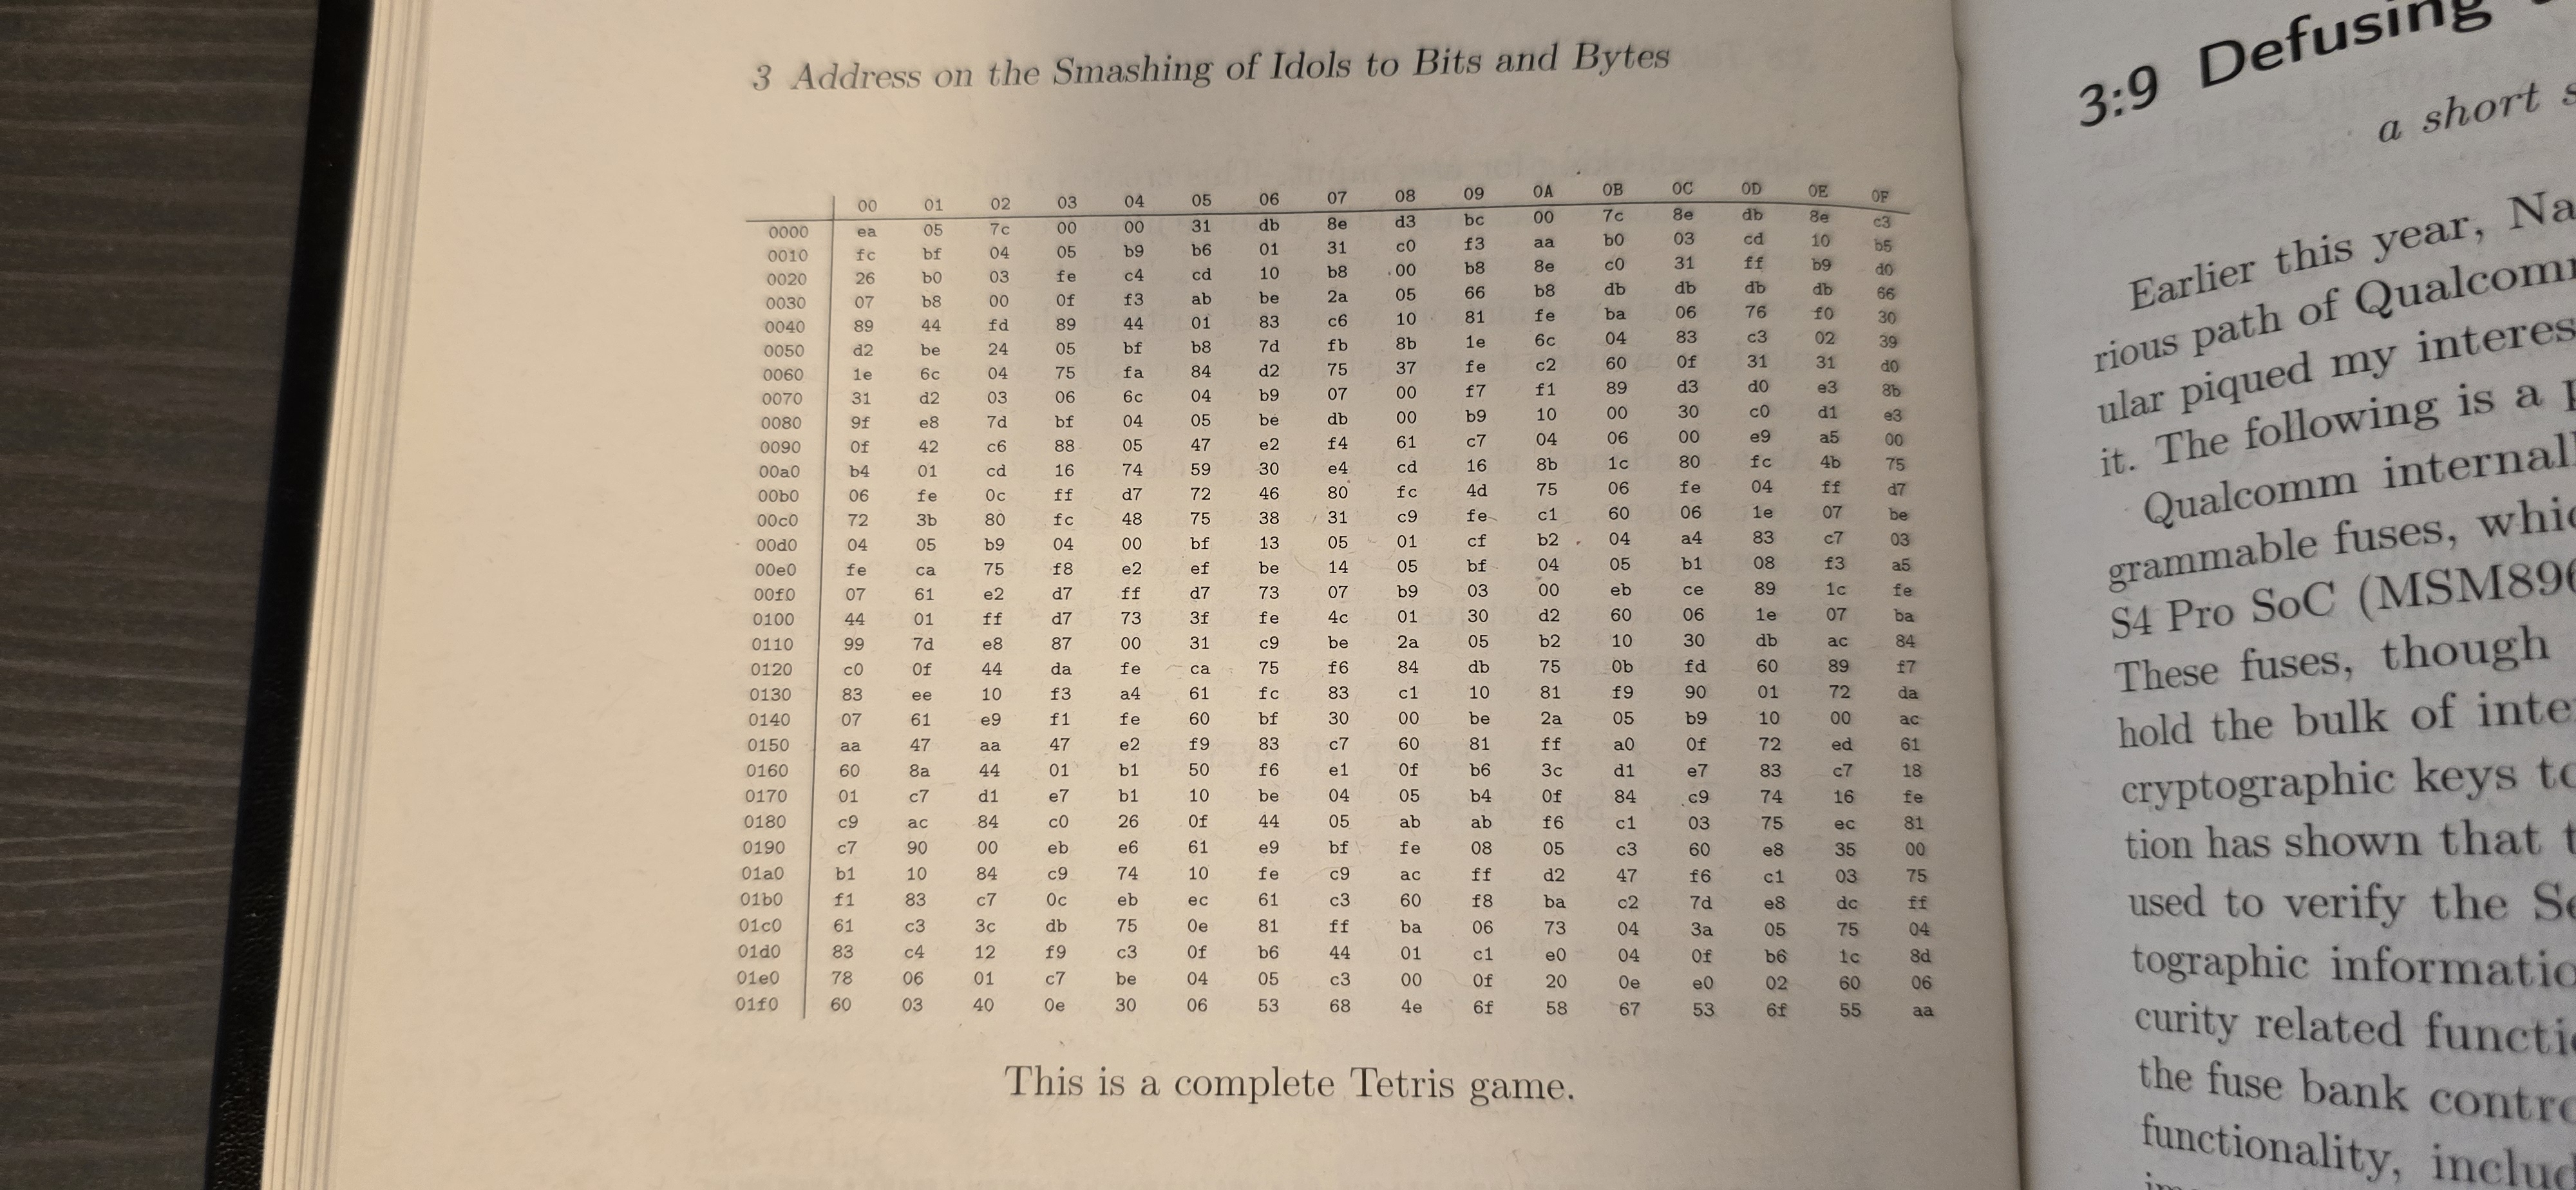 3 Address on the Smashing of Idols to Bits and Bytes
00 01 02 03 04 05 06 07 08 09 0A 0B 0C 0D 0E 0F
0000 ea 05 7c 00 00 31 db 8e d3 bc 00 7c 8e db 8e c3
0010 fc bf 04 05 b9 b6 01 31 c0 f3 aa b0 03 cd 10 b5
0020 26 b0 03 fe c4 cd 10 b8 00 b8 8e c0 31 ff b9 d0
0030 07 b8 00 0f f3 ab be 2a 05 66 b8 db db db db 66
0040 89 44 fd 89 44 01 83 c6 10 81 fe ba 06 76 f0 30
0050 d2 be 24 05 bf b8 7d fb 8b 1e 6c 04 83 c3 02 39
0060 1e 6c 04 75 fa 84 d2 75 37 fe c2 60 0f 31 31 d0
0070 31 d2 03 06 6c 04 b9 07 00 f7 f1 89 d3 d0 e3 8b
0080 9f e8 7d bf 04 05 be db 00 b9 10 00 30 c0 d1 e3
0090 0f 42 c6 88 05 47 e2 f4 61 c7 04 06 00 e9 a5 00
00a0 b4 01 cd 16 74 59 30 e4 cd 16 8b 1c 80 fc 4b 75
00b0 06 fe 0c ff d7 72 46 80 fc 4d 75 06 fe 04 ff d7
00c0 72 3b 80 fc 48 75 38 31 c9 fe c1 60 06 1e 07 be
00d0 04 05 b9 04 00 bf 13 05 01 cf b2 04 a4 83 c7 03
00e0 fe ca 75 f8 e2 ef be 14 05 bf 04 05 b1 08 f3 a5
00f0 07 61 e2 d7 ff d7 73 07 b9 03 00 eb ce 89 1c fe
0100 44 01 ff d7 73 3f fe 4c 01 30 d2 60 06 1e 07 ba
0110 99 7d e8 87 00 31 c9 be 2a 05 b2 10 30 db ac 84
0120 c0 0f 44 da fe ca 75 f6 84 db 75 0b fd 60 89 f7
0130 83 ee 10 f3 a4 61 fc 83 c1 10 81 f9 90 01 72 da
0140 07 61 e9 f1 fe 60 bf 30 00 be 2a 05 b9 10 00 ac
0150 aa 47 aa 47 e2 f9 83 c7 60 81 ff a0 0f 72 ed 61
0160 60 8a 44 01 b1 50 f6 e1 0f b6 3c d1 e7 83 c7 18
0170 01 c7 d1 e7 b1 10 be 04 05 b4 0f 84 c9 74 16 fe
0180 c9 ac 84 c0 26 0f 44 05 ab ab f6 c1 03 75 ec 81
0190 c7 90 00 eb e6 61 e9 bf fe 08 05 c3 60 e8 35 00
01a0 b1 10 84 c9 74 10 fe c9 ac ff d2 47 f6 c1 03 75
01b0 f1 83 c7 0c eb ec 61 c3 60 f8 ba c2 7d e8 dc ff
01c0 61 c3 3c db 75 0e 81 ff ba 06 73 04 3a 05 75 04
01d0 83 c4 12 f9 c3 0f b6 44 01 c1 e0 04 0f b6 1c 8d
01e0 78 06 01 c7 be 04 05 c3 00 0f 20 0e e0 02 60 06
01f0 60 03 40 0e 30 06 53 68 4e 6f 58 67 53 6f 55 aa
This is a complete Tetris game.
3:9 Defusing
a short
Earlier this year, Na
rious path of Qualcom
ular piqued my interes
it. The following is a
Qualcomm internal
grammable fuses, whic
S4 Pro SoC (MSM896
These fuses, though
hold the bulk of inte
cryptographic keys to
tion has shown that
used to verify the Se
tographic informatio
curity related functi
the fuse bank contro
functionality, includ